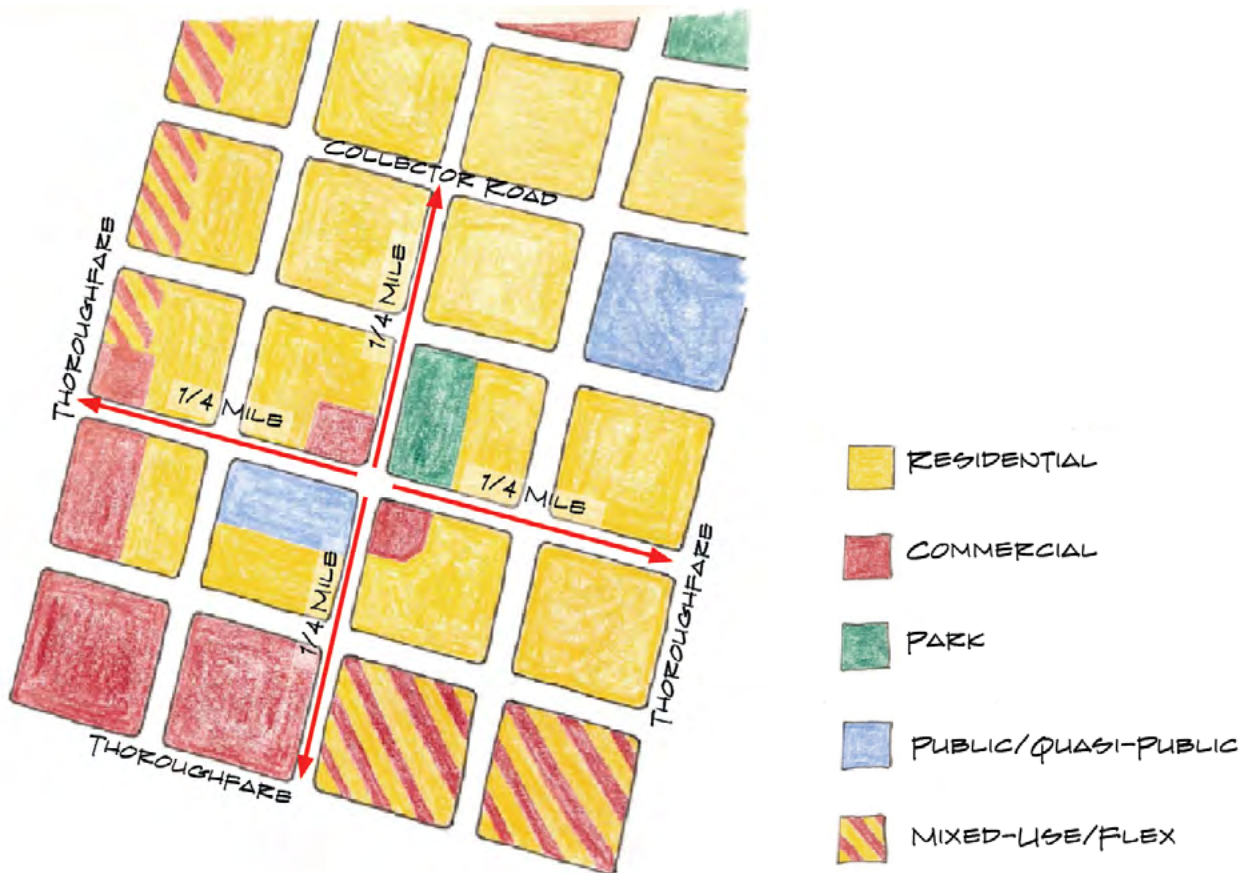 COLLECTOR ROAD
THOROUGHFARE
1/4 MILE
1/4 MILE
1/4 MILE
1/4 MILE
THOROUGHFARE
THOROUGHFARE
RESIDENTIAL
COMMERCIAL
PARK
PUBLIC/QUASI-PUBLIC
MIXED-USE/FLEX